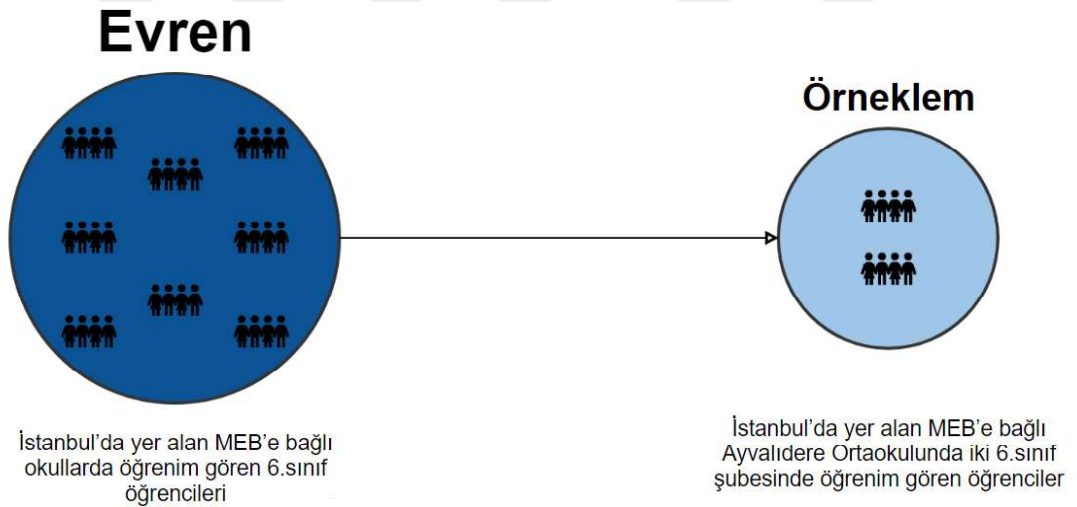 Evren
Örneklem
İstanbul'da yer alan MEB'e bağlı
okullarda öğrenim gören 6.sınıf
öğrencileri
İstanbul'da yer alan MEB'e bağlı
Ayvalıdere Ortaokulunda iki 6.sınıf
şubesinde öğrenim gören öğrenciler